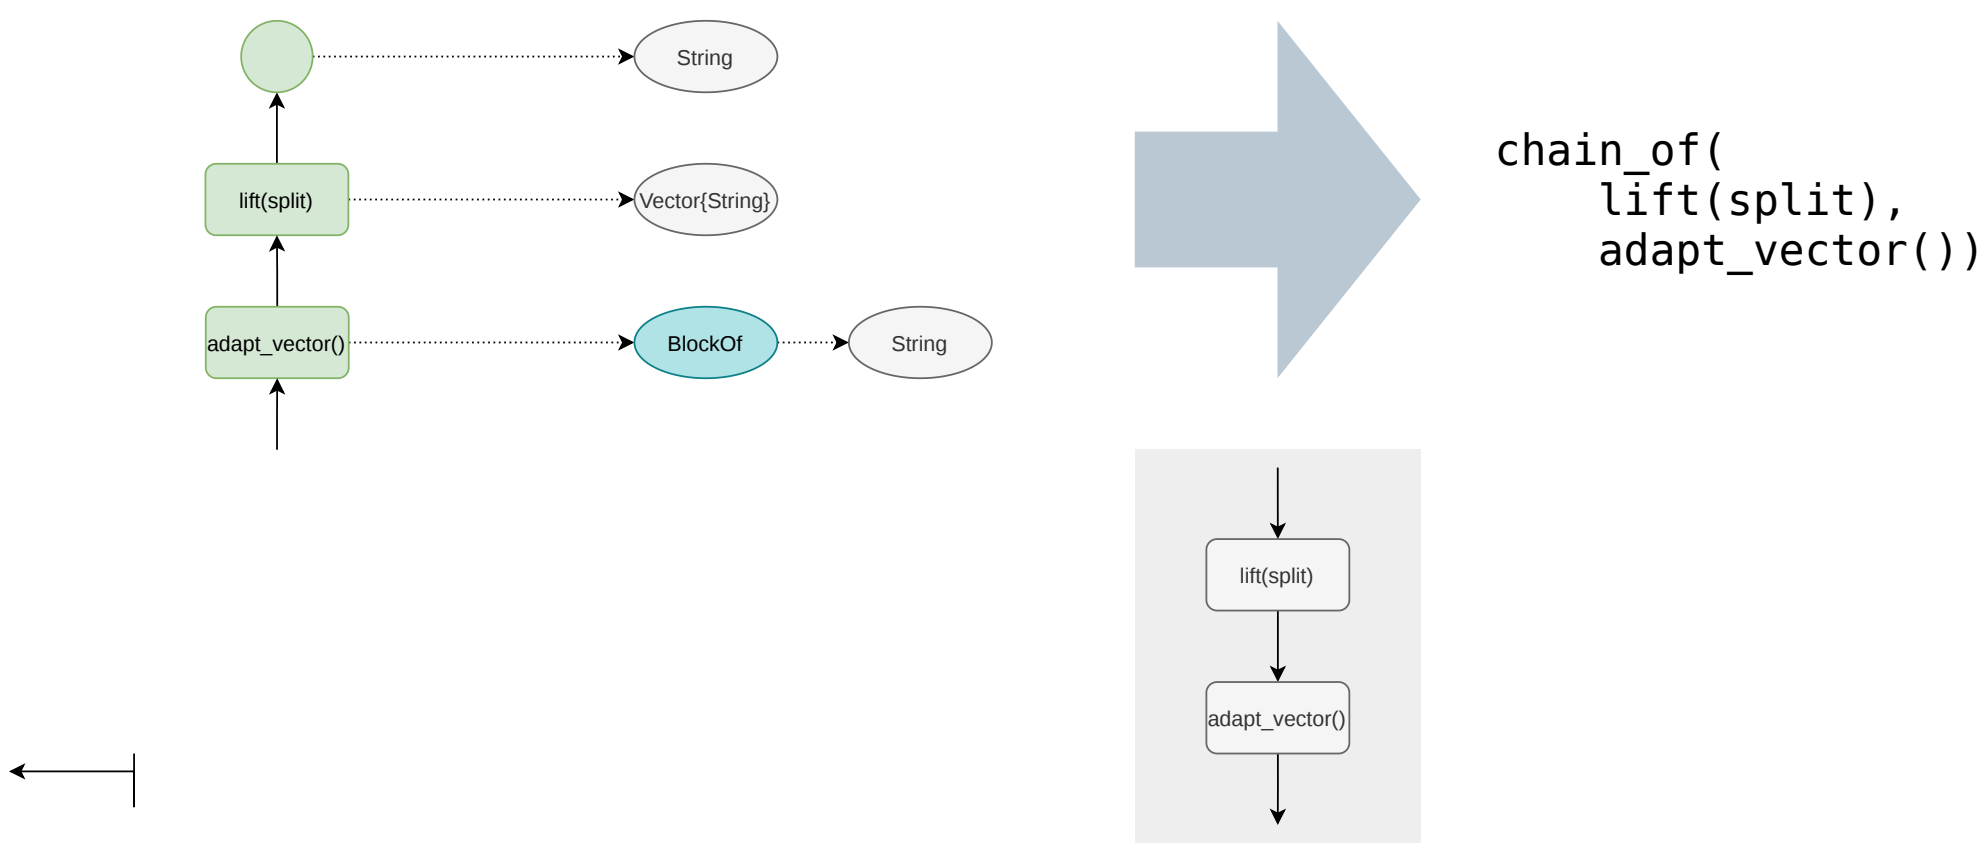 String
lift(split)
Vector{String}
adapt_vector()
BlockOf
String
chain_of(
    lift(split),
    adapt_vector())
lift(split)
adapt_vector()